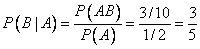 P(B | A) = P(AB) / P(A) = 3/10 / 1/2 = 3/5